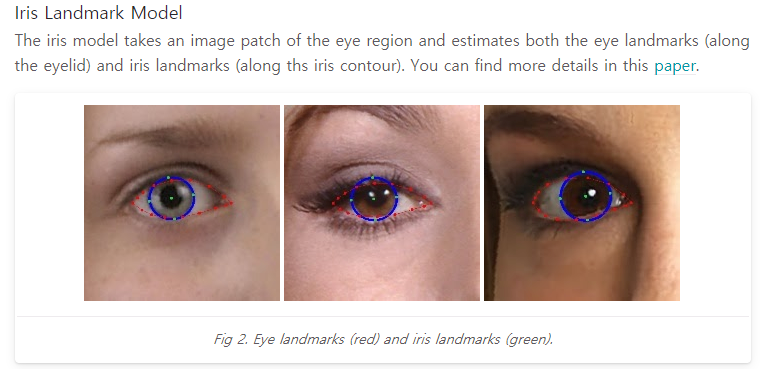 Iris Landmark Model
The iris model takes an image patch of the eye region and estimates both the eye landmarks (along
the eyelid) and iris landmarks (along ths iris contour). You can find more details in this paper.
Fig 2. Eye landmarks (red) and iris landmarks (green).